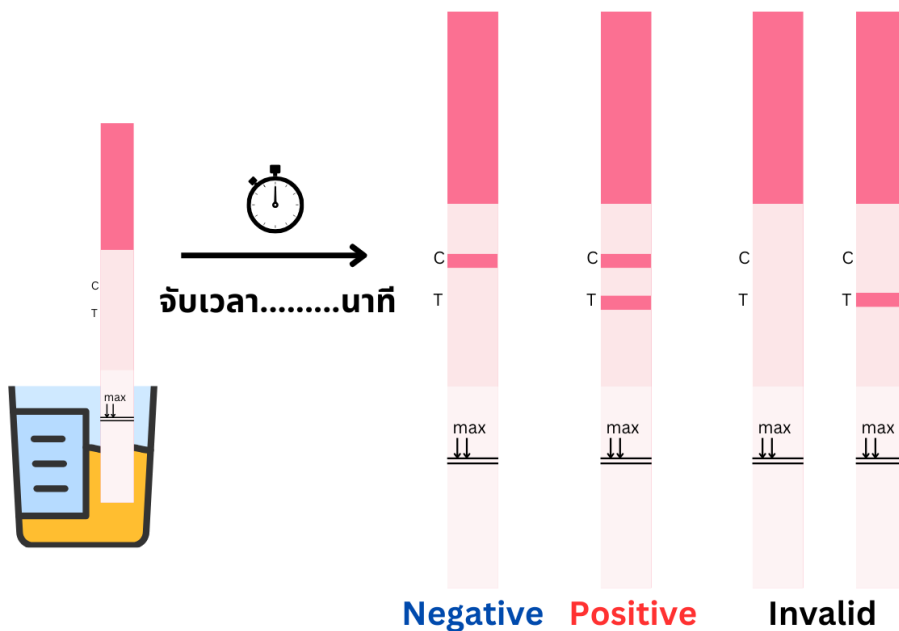 C
T
max
จับเวลา.........นาที
C
T
max
Negative
C
T
max
Positive
C
T
max
C
T
max
Invalid